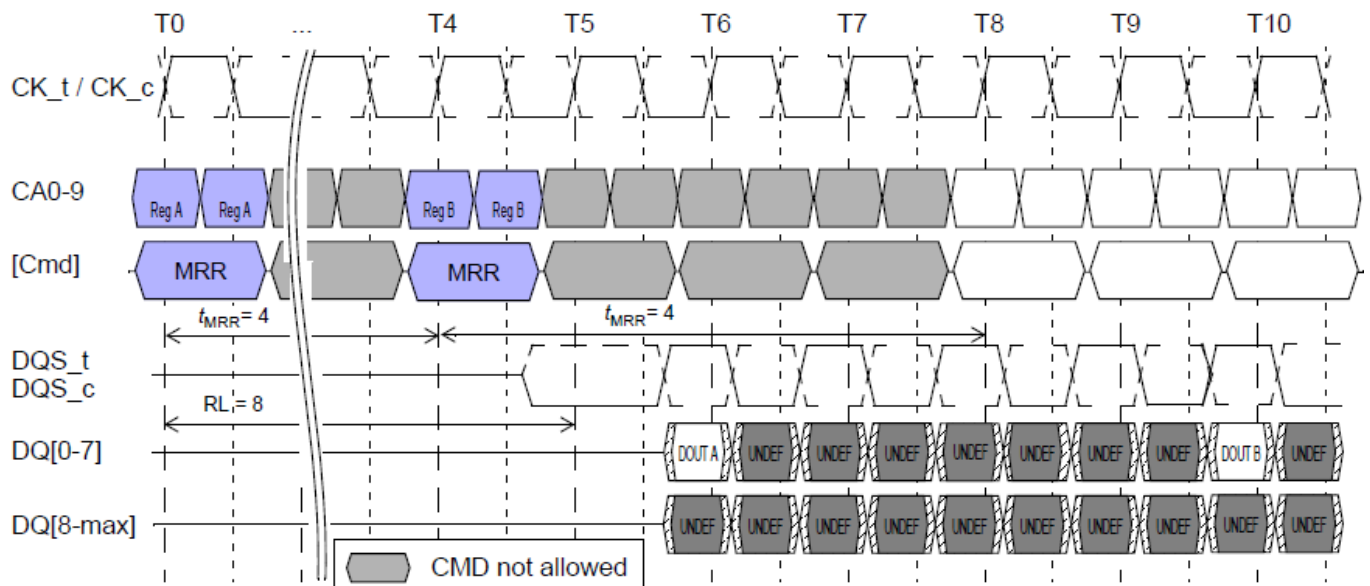 T0 ... T4 T5 T6 T7 T8 T9 T10
CK_t / CK_c
CA0-9 Reg A Reg A Reg B Reg B
[Cmd] MRR MRR
tMRR= 4 tMRR= 4
DQS_t
DQS_c
RL = 8
DQ[0-7] DOUT A UNDEF UNDEF UNDEF UNDEF UNDEF UNDEF UNDEF DOUT B UNDEF
DQ[8-max] UNDEF UNDEF UNDEF UNDEF UNDEF UNDEF UNDEF UNDEF UNDEF UNDEF
CMD not allowed